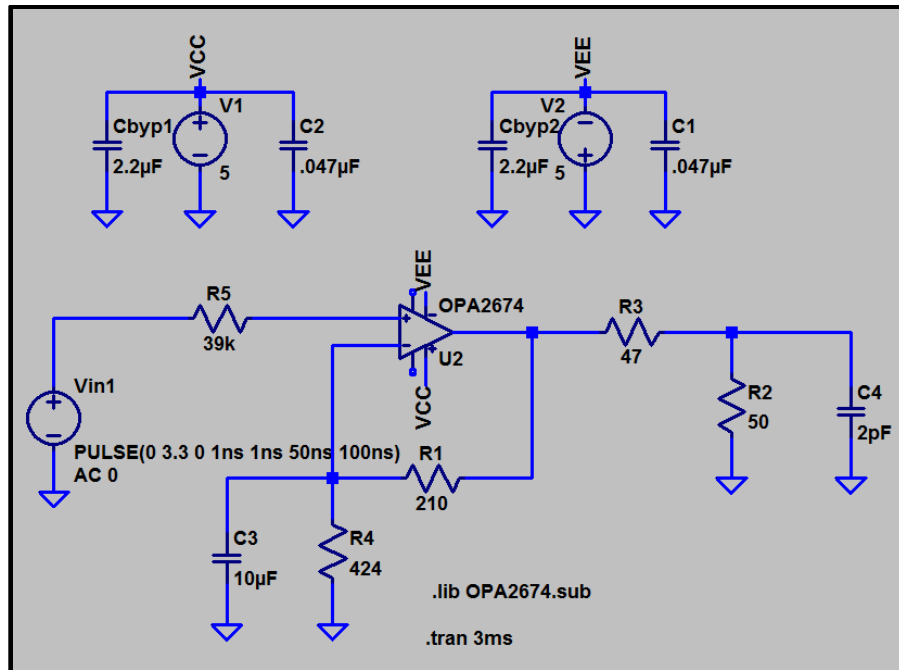 VCC
VEE
V1
V2
Cbyp1
C2
Cbyp2
C1
2.2µF
5
.047µF
2.2µF
5
.047µF
VEE
R5
OPA2674
39k
R3
47
U2
Vin1
VCC
R2
50
C4
2pF
PULSE(0 3.3 0 1ns 1ns 50ns 100ns)
AC 0
R1
210
C3
10µF
R4
424
.lib OPA2674.sub
.tran 3ms